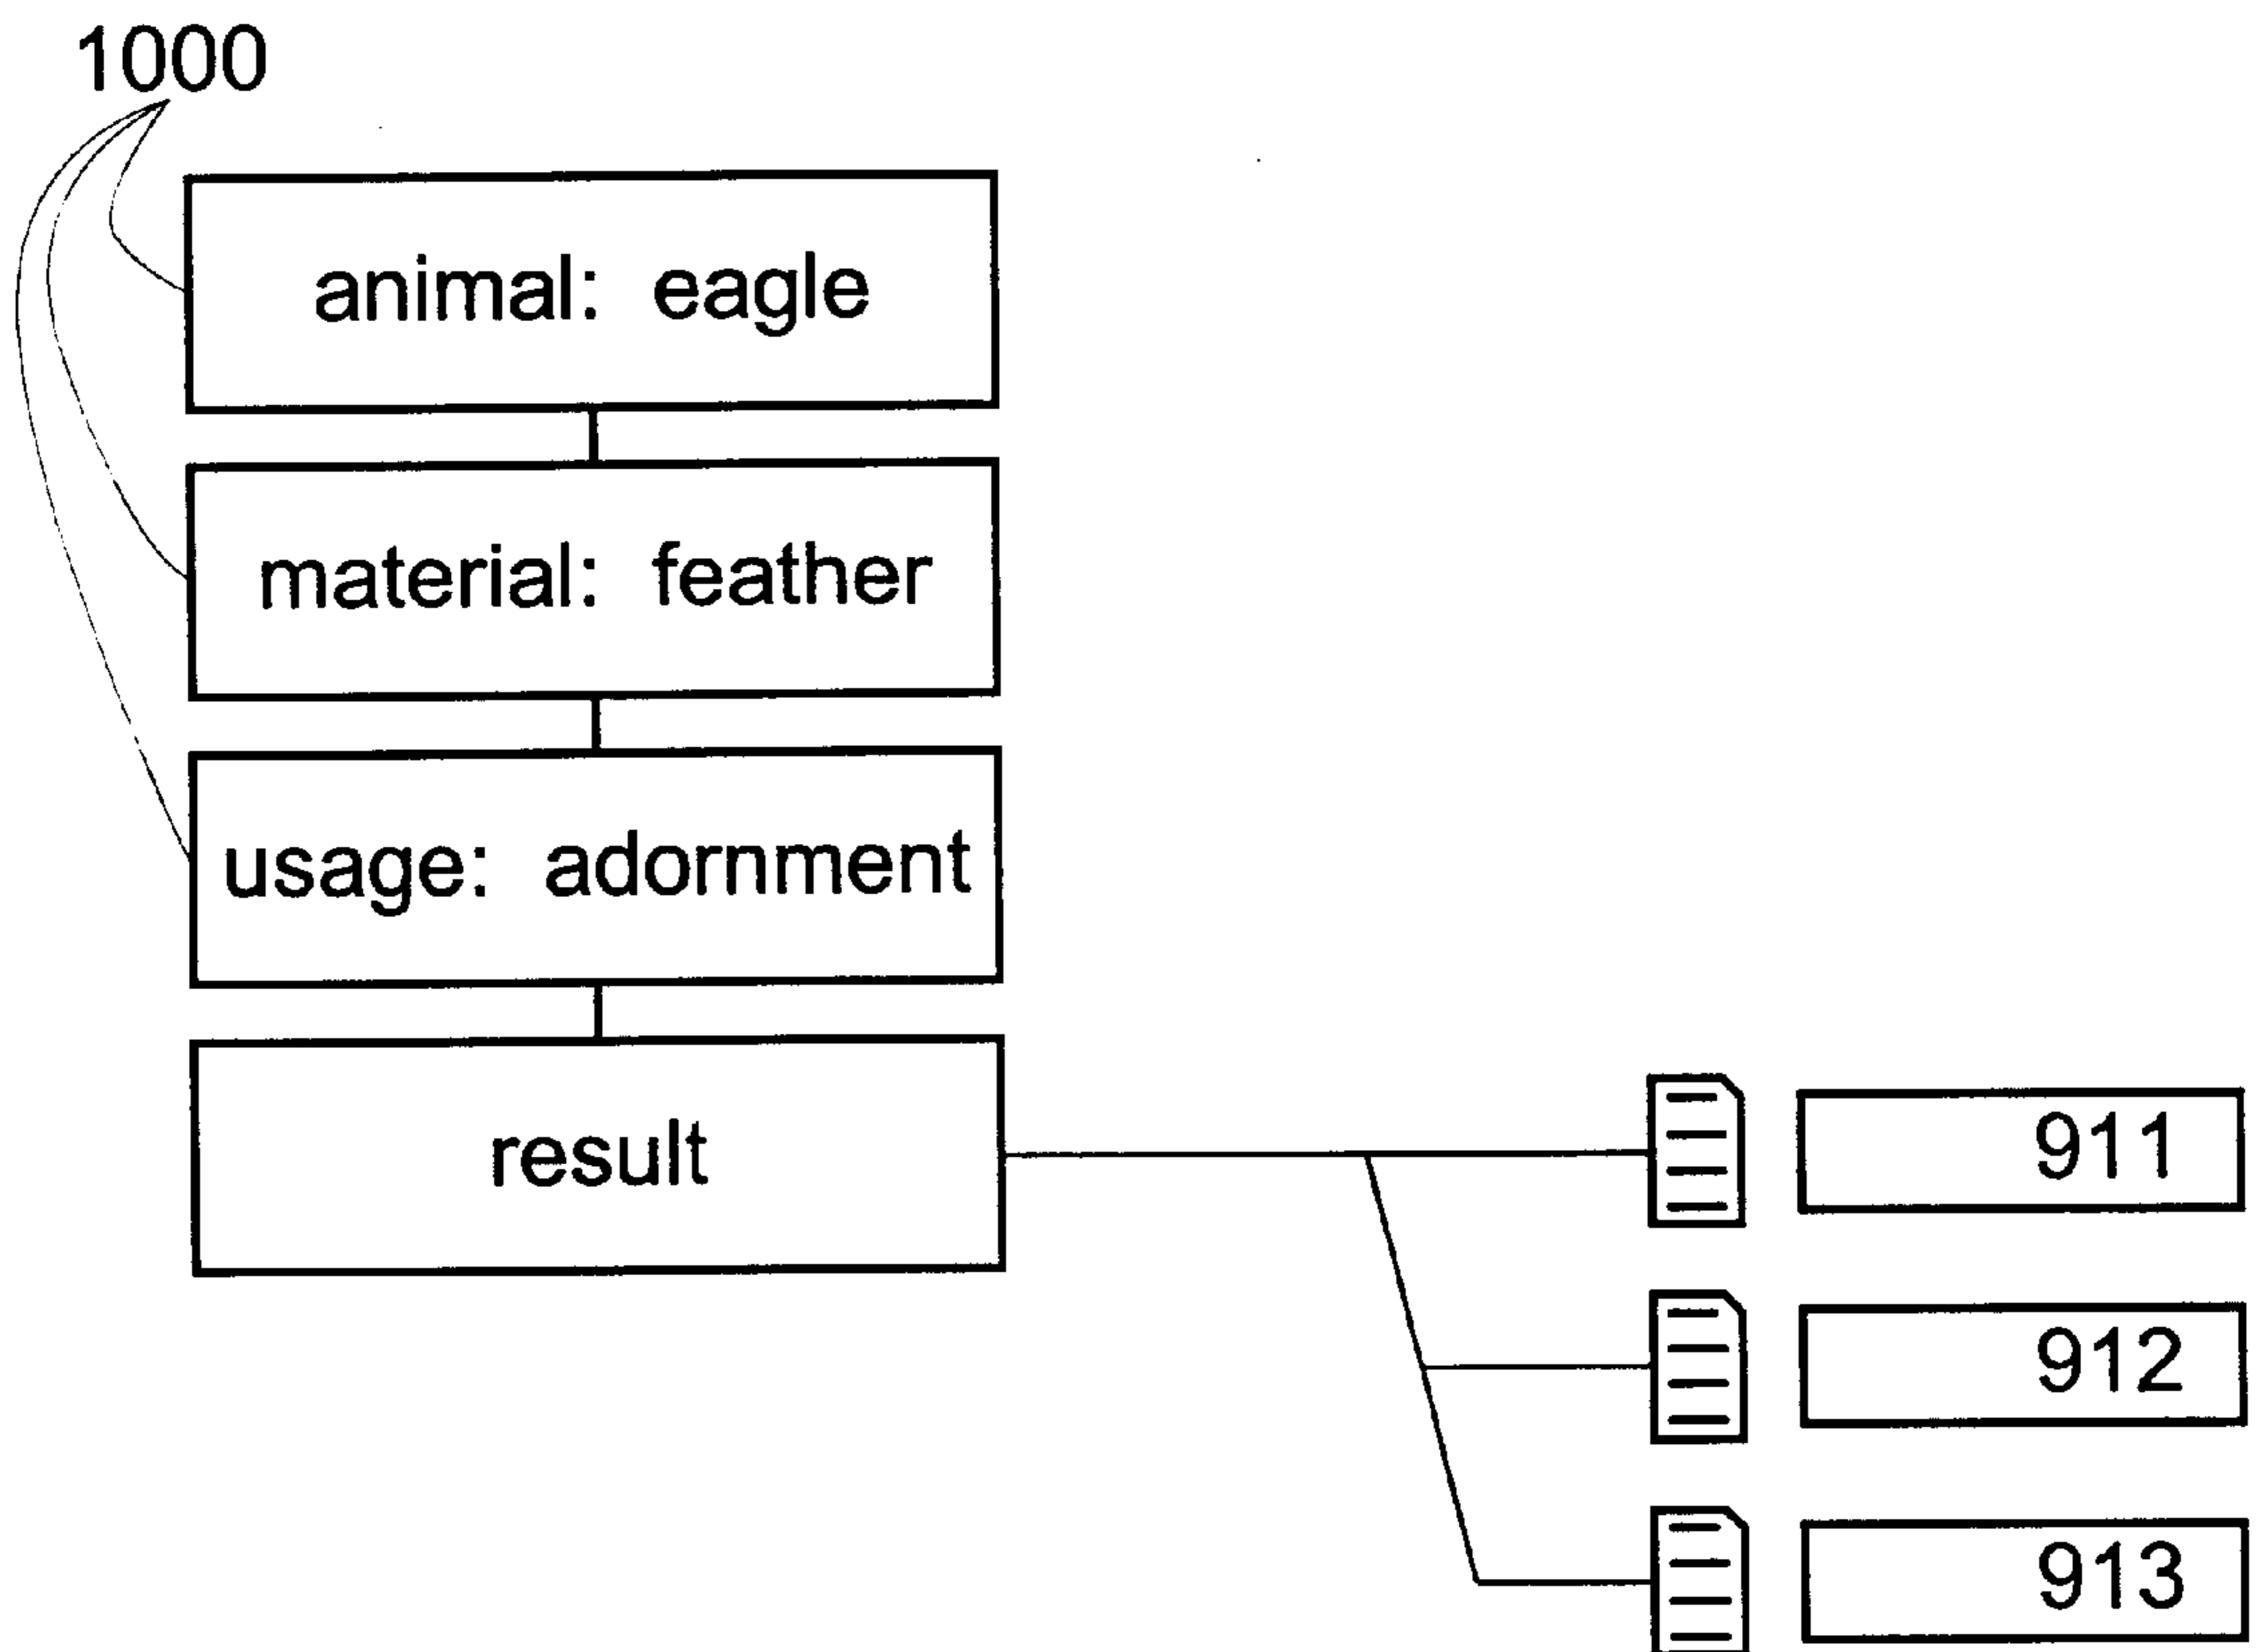 1000
animal: eagle
material: feather
usage: adornment
result
911
912
913